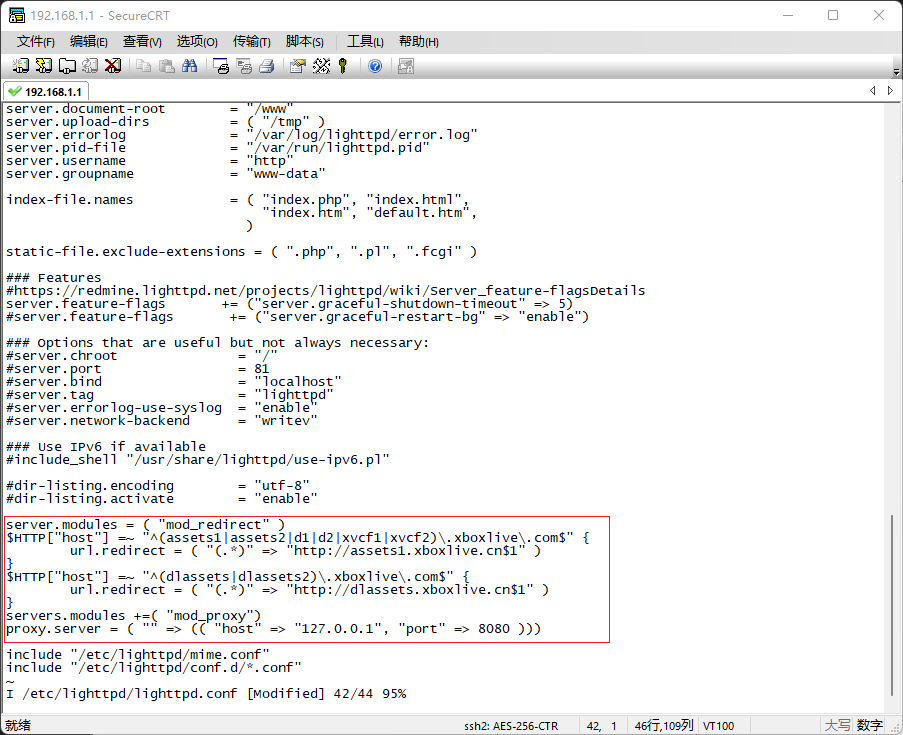 192.168.1.1 - SecureCRT
文件(F) 编辑(E) 查看(V) 选项(O) 传输(T) 脚本(S) 工具(L) 帮助(H)
192.168.1.1
server.document-root        = "/www"
server.upload-dirs          = ( "/tmp" )
server.errorlog             = "/var/log/lighttpd/error.log"
server.pid-file             = "/var/run/lighttpd.pid"
server.username             = "http"
server.groupname            = "www-data"
index-file.names            = ( "index.php", "index.html",
                                "index.htm", "default.htm",
                              )
static-file.exclude-extensions = ( ".php", ".pl", ".fcgi" )
### Features
#https://redmine.lighttpd.net/projects/lighttpd/wiki/Server_feature-flagsDetails
server.feature-flags       += ("server.graceful-shutdown-timeout" => 5)
#server.feature-flags       += ("server.graceful-restart-bg" => "enable")
### Options that are useful but not always necessary:
#server.chroot               = "/"
#server.port                 = 81
#server.bind                 = "localhost"
#server.tag                  = "lighttpd"
#server.errorlog-use-syslog  = "enable"
#server.network-backend      = "writev"
### Use IPv6 if available
#include_shell "/usr/share/lighttpd/use-ipv6.pl"
#dir-listing.encoding        = "utf-8"
#dir-listing.activate        = "enable"
server.modules = ( "mod_redirect" )
$HTTP["host"] =~ "^(assets1|assets2|d1|d2|xvcf1|xvcf2)\.xboxlive\.com$" {
        url.redirect = ( "(.*)" => "http://assets1.xboxlive.cn$1" )
}
$HTTP["host"] =~ "^(dlassets|dlassets2)\.xboxlive\.com$" {
        url.redirect = ( "(.*)" => "http://dlassets.xboxlive.cn$1" )
}
servers.modules +=( "mod_proxy")
proxy.server = ( "" => (( "host" => "127.0.0.1", "port" => 8080 )))
include "/etc/lighttpd/mime.conf"
include "/etc/lighttpd/conf.d/*.conf"
~
I /etc/lighttpd/lighttpd.conf [Modified] 42/44 95%
就绪 ssh2: AES-256-CTR 42, 1 46行,109列 VT100 大写 数字